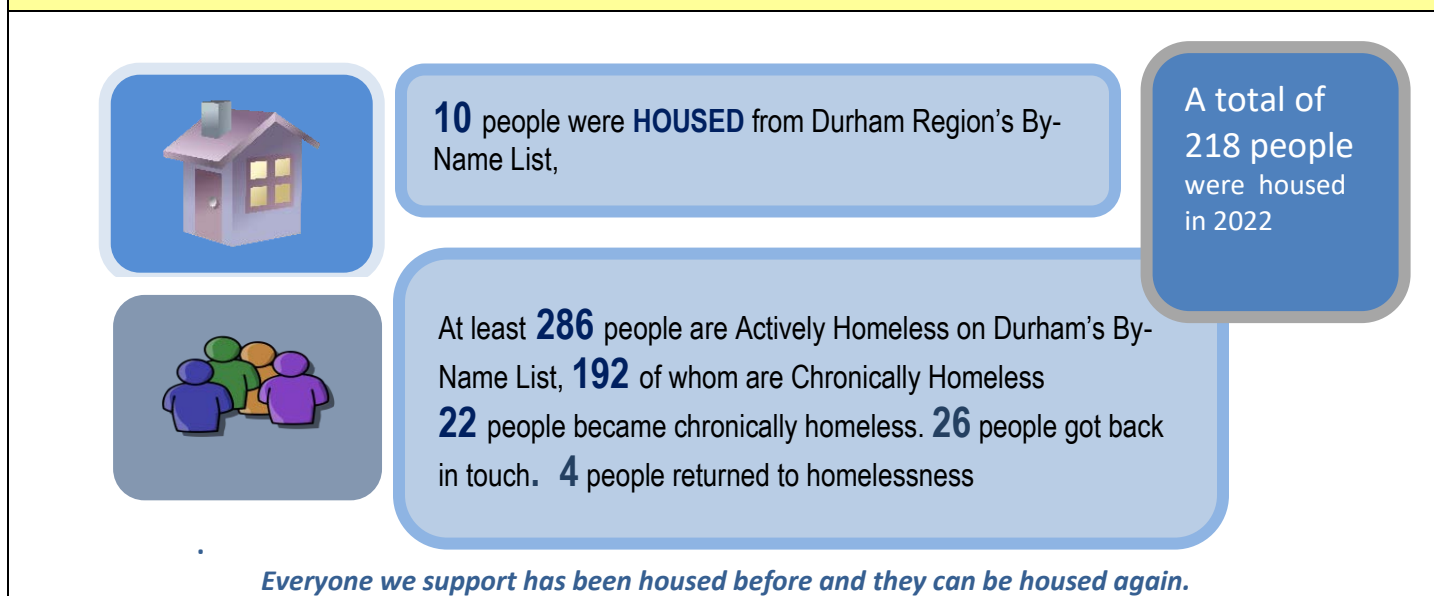 10 people were HOUSED from Durham Region's By-
Name List,
A total of
218 people
were housed
in 2022
At least 286 people are Actively Homeless on Durham's By-
Name List, 192 of whom are Chronically Homeless
22 people became chronically homeless. 26 people got back
in touch. 4 people returned to homelessness
.
Everyone we support has been housed before and they can be housed again.